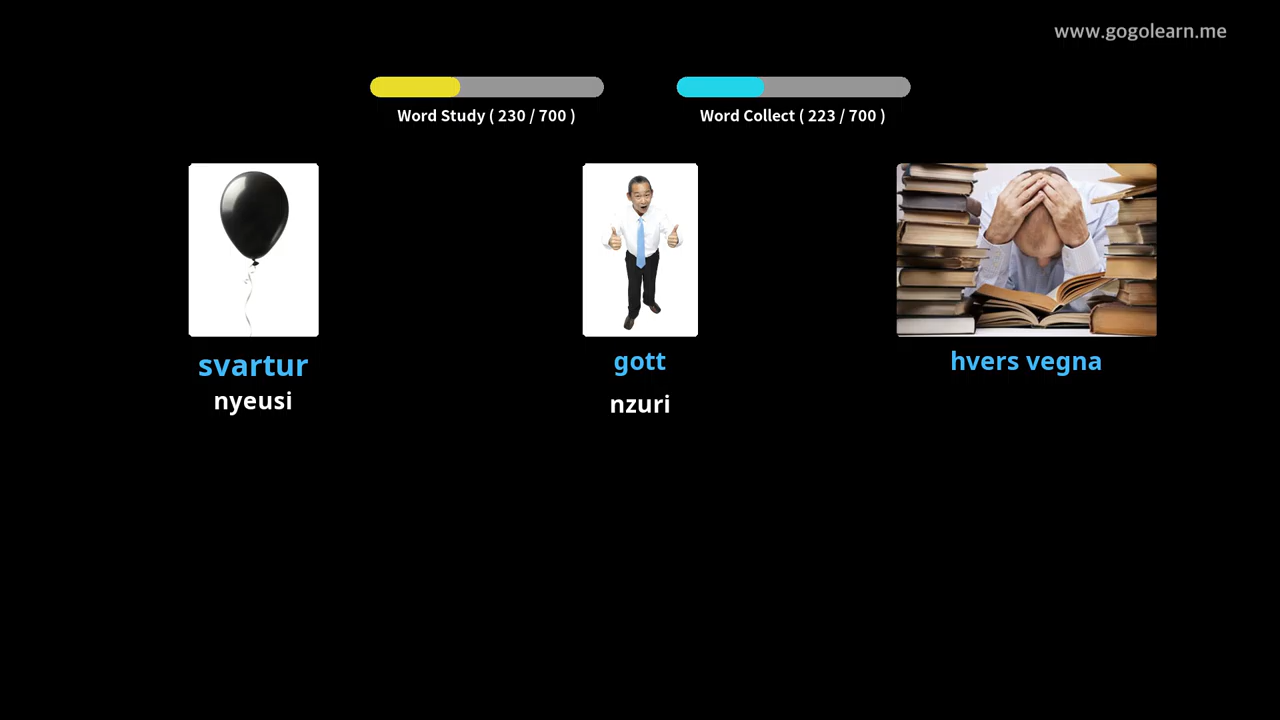 www.gogolearn.me
Word Study ( 230 / 700 )
Word Collect ( 223 / 700 )
svartur
nyeusi
gott
nzuri
hvers vegna